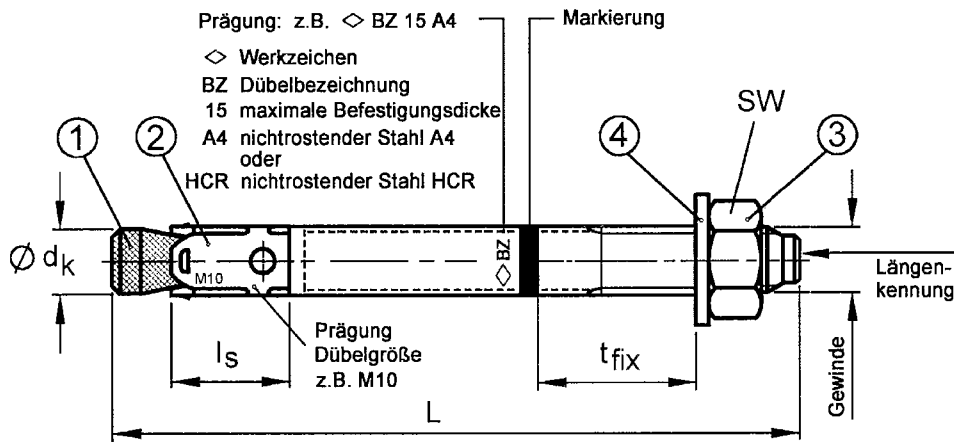 Prägung: z.B. ◇ BZ 15 A4
Markierung
◇ Werkzeichen
BZ Dübelbezeichnung
15 maximale Befestigungsdicke
A4 nichtrostender Stahl A4
oder
HCR nichtrostender Stahl HCR
SW
1
2
4
3
Ø dk
M10
◇ BZ
Längen-
kennung
Prägung
Dübelgröße
z.B. M10
ls
tfix
Gewinde
L